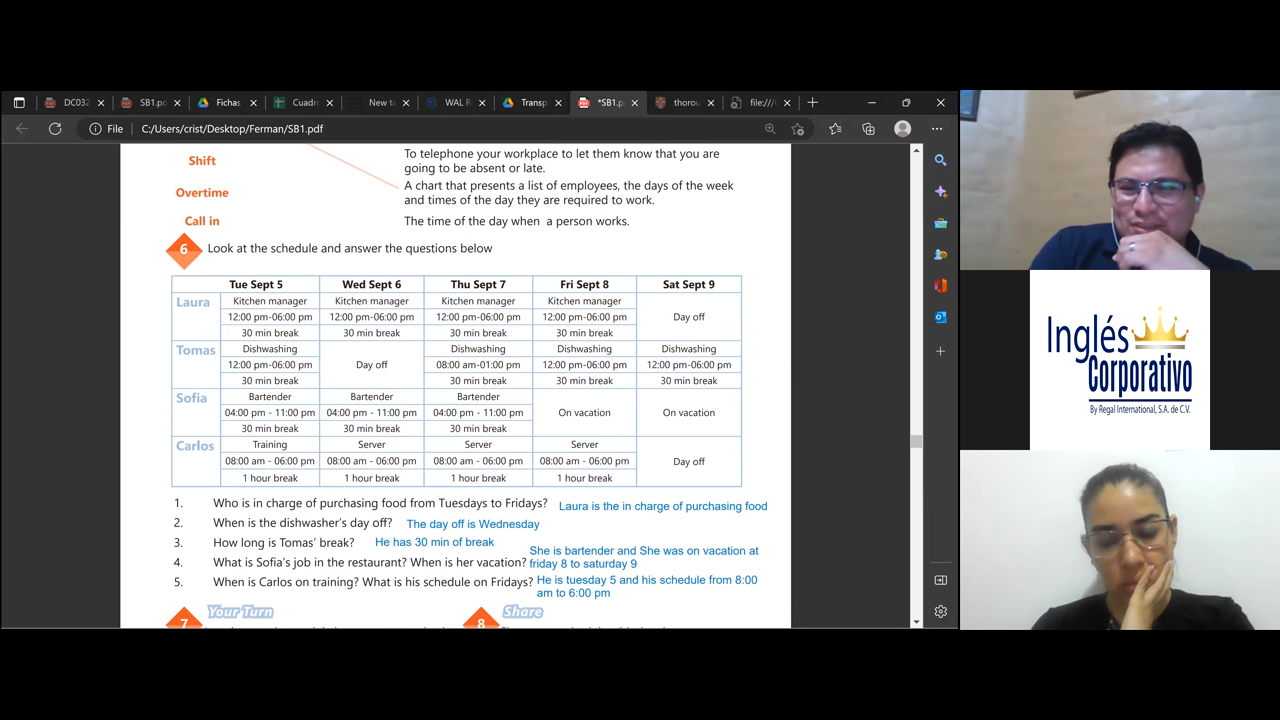 DC032
SB1.pd
Fichas
Cuadro
New ta
WAL R
Transp
*SB1.p
thorou
file:///
File C:/Users/crist/Desktop/Ferman/SB1.pdf
Shift
To telephone your workplace to let them know that you are
going to be absent or late.
Overtime
A chart that presents a list of employees, the days of the week
and times of the day they are required to work.
Call in
The time of the day when a person works.
6 Look at the schedule and answer the questions below
Tue Sept 5 Wed Sept 6 Thu Sept 7 Fri Sept 8 Sat Sept 9
Laura Kitchen manager Kitchen manager Kitchen manager Kitchen manager
12:00 pm-06:00 pm 12:00 pm-06:00 pm 12:00 pm-06:00 pm 12:00 pm-06:00 pm Day off
30 min break 30 min break 30 min break 30 min break
Tomas Dishwashing Dishwashing Dishwashing Dishwashing
12:00 pm-06:00 pm Day off 08:00 am-01:00 pm 12:00 pm-06:00 pm 12:00 pm-06:00 pm
30 min break 30 min break 30 min break 30 min break
Sofia Bartender Bartender Bartender
04:00 pm - 11:00 pm 04:00 pm - 11:00 pm 04:00 pm - 11:00 pm On vacation On vacation
30 min break 30 min break 30 min break
Carlos Training Server Server Server
08:00 am - 06:00 pm 08:00 am - 06:00 pm 08:00 am - 06:00 pm 08:00 am - 06:00 pm Day off
1 hour break 1 hour break 1 hour break 1 hour break
1. Who is in charge of purchasing food from Tuesdays to Fridays? Laura is the in charge of purchasing food
2. When is the dishwasher's day off? The day off is Wednesday
3. How long is Tomas' break? He has 30 min of break
4. What is Sofia's job in the restaurant? When is her vacation? She is bartender and She was on vacation at
friday 8 to saturday 9
5. When is Carlos on training? What is his schedule on Fridays? He is tuesday 5 and his schedule from 8:00
am to 6:00 pm
7 Your Turn
8 Share
Inglés
Corporativo
By Regal International, S.A. de C.V.